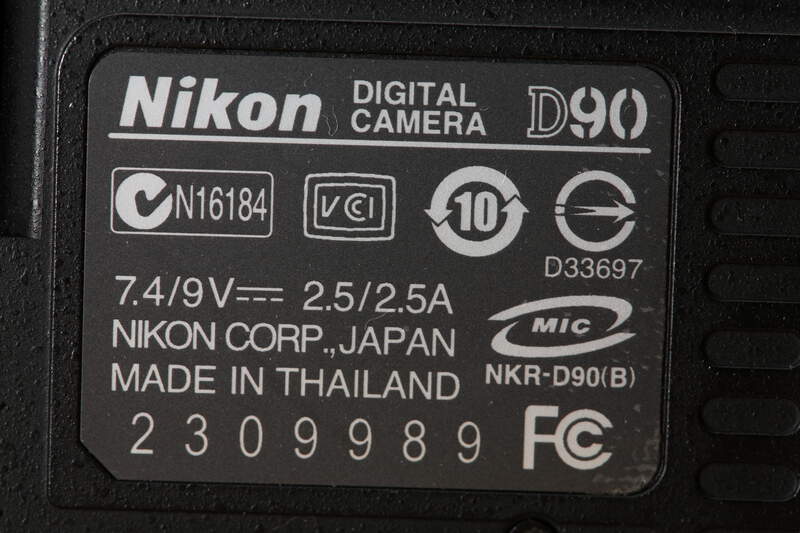 Nikon DIGITAL CAMERA D90
N16184 VCCI 10
D33697
7.4/9V⎓ 2.5/2.5A
NIKON CORP.,JAPAN
MIC
MADE IN THAILAND
NKR-D90(B)
2309989
FC